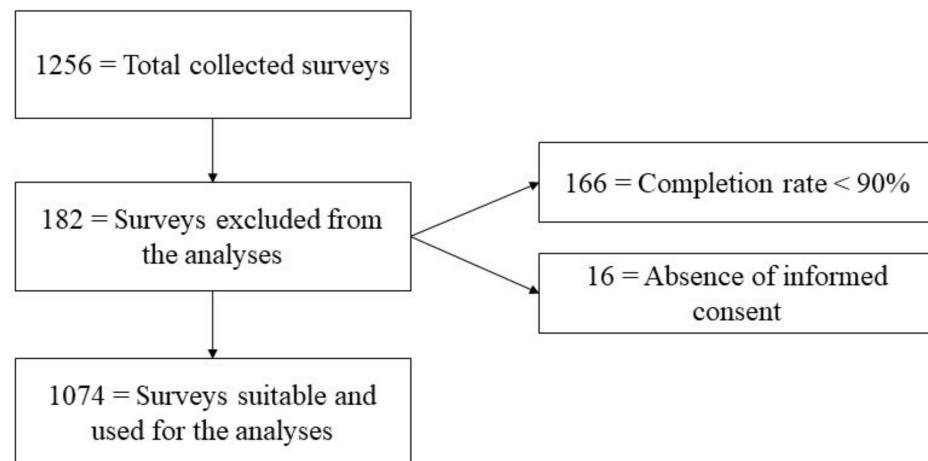 1256 = Total collected surveys
182 = Surveys excluded from
the analyses
166 = Completion rate < 90%
16 = Absence of informed
consent
1074 = Surveys suitable and
used for the analyses